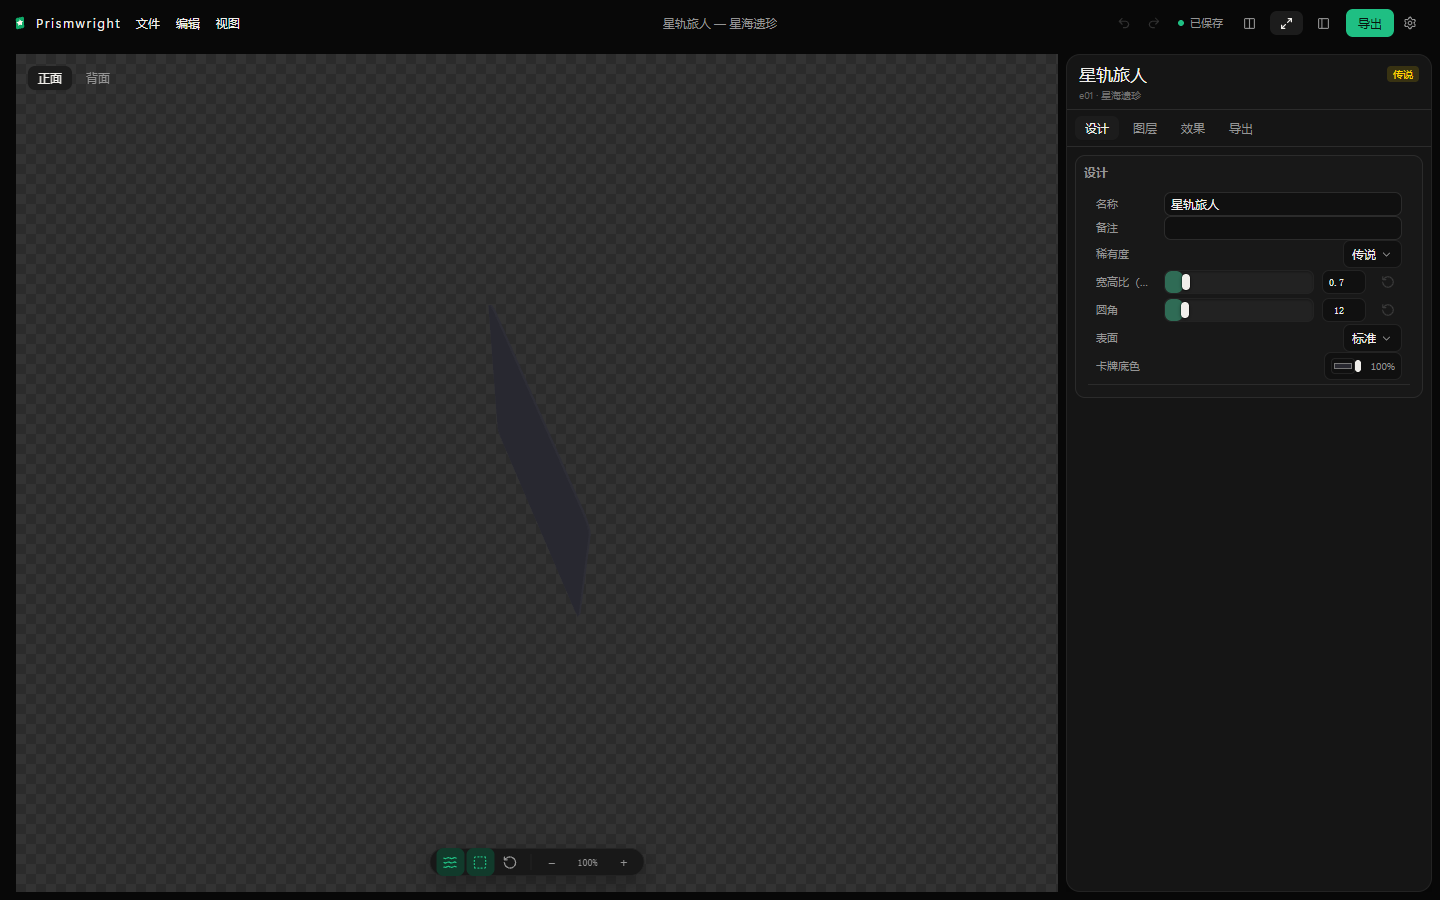 Prismwright 文件 编辑 视图
星轨旅人 — 星海遗珍
已保存
导出
正面 背面
星轨旅人
传说
e01 · 星海遗珍
设计 图层 效果 导出
设计
名称 星轨旅人
备注
稀有度 传说
宽高比 (... 0.7
圆角 12
表面 标准
卡牌底色 100%
− 100% +